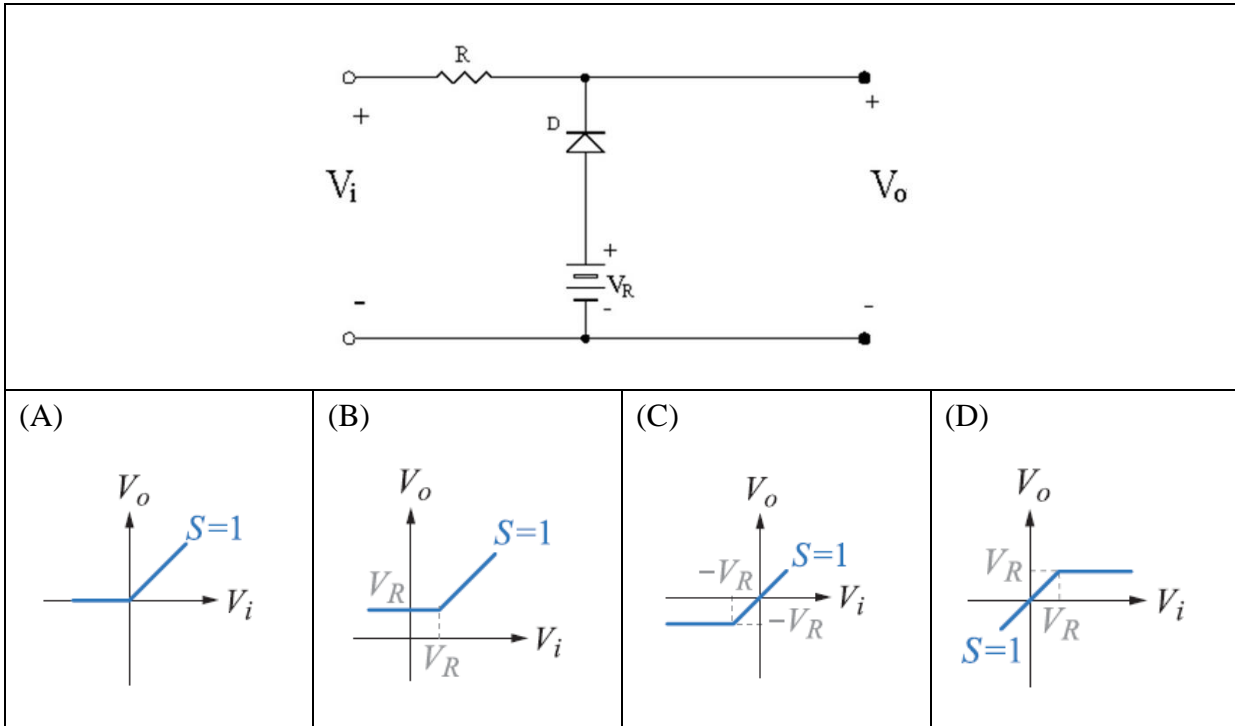 R
D
+
+
Vi
Vo
+
VR
-
-
-
(A)
(B)
(C)
(D)
Vo
S=1
Vi
Vo
S=1
VR
VR
Vi
Vo
−VR
S=1
Vi
−VR
Vo
VR
Vi
VR
S=1